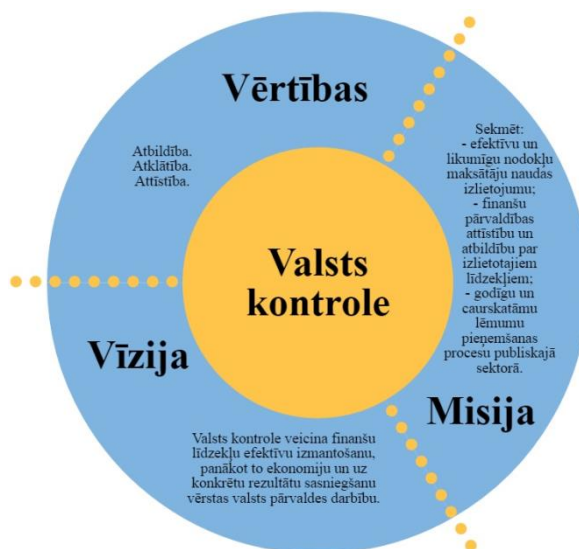 Vērtības
Atbildība.
Atklātība.
Attīstība.
Sekmēt:
- efektīvu un
likumīgu nodokļu
maksātāju naudas
izlietojumu;
- finanšu
pārvaldības
attīstību un
atbildību par
izlietotajiem
līdzekļiem;
- godīgu un
caurskatāmu
lēmumu
pieņemšanas
procesu publiskajā
sektorā.
Misija
Valsts
kontrole
Vīzija
Valsts kontrole veicina finanšu
līdzekļu efektīvu izmantošanu,
panākot to ekonomiju un uz
konkrētu rezultātu sasniegšanu
vērstas valsts pārvaldes darbību.